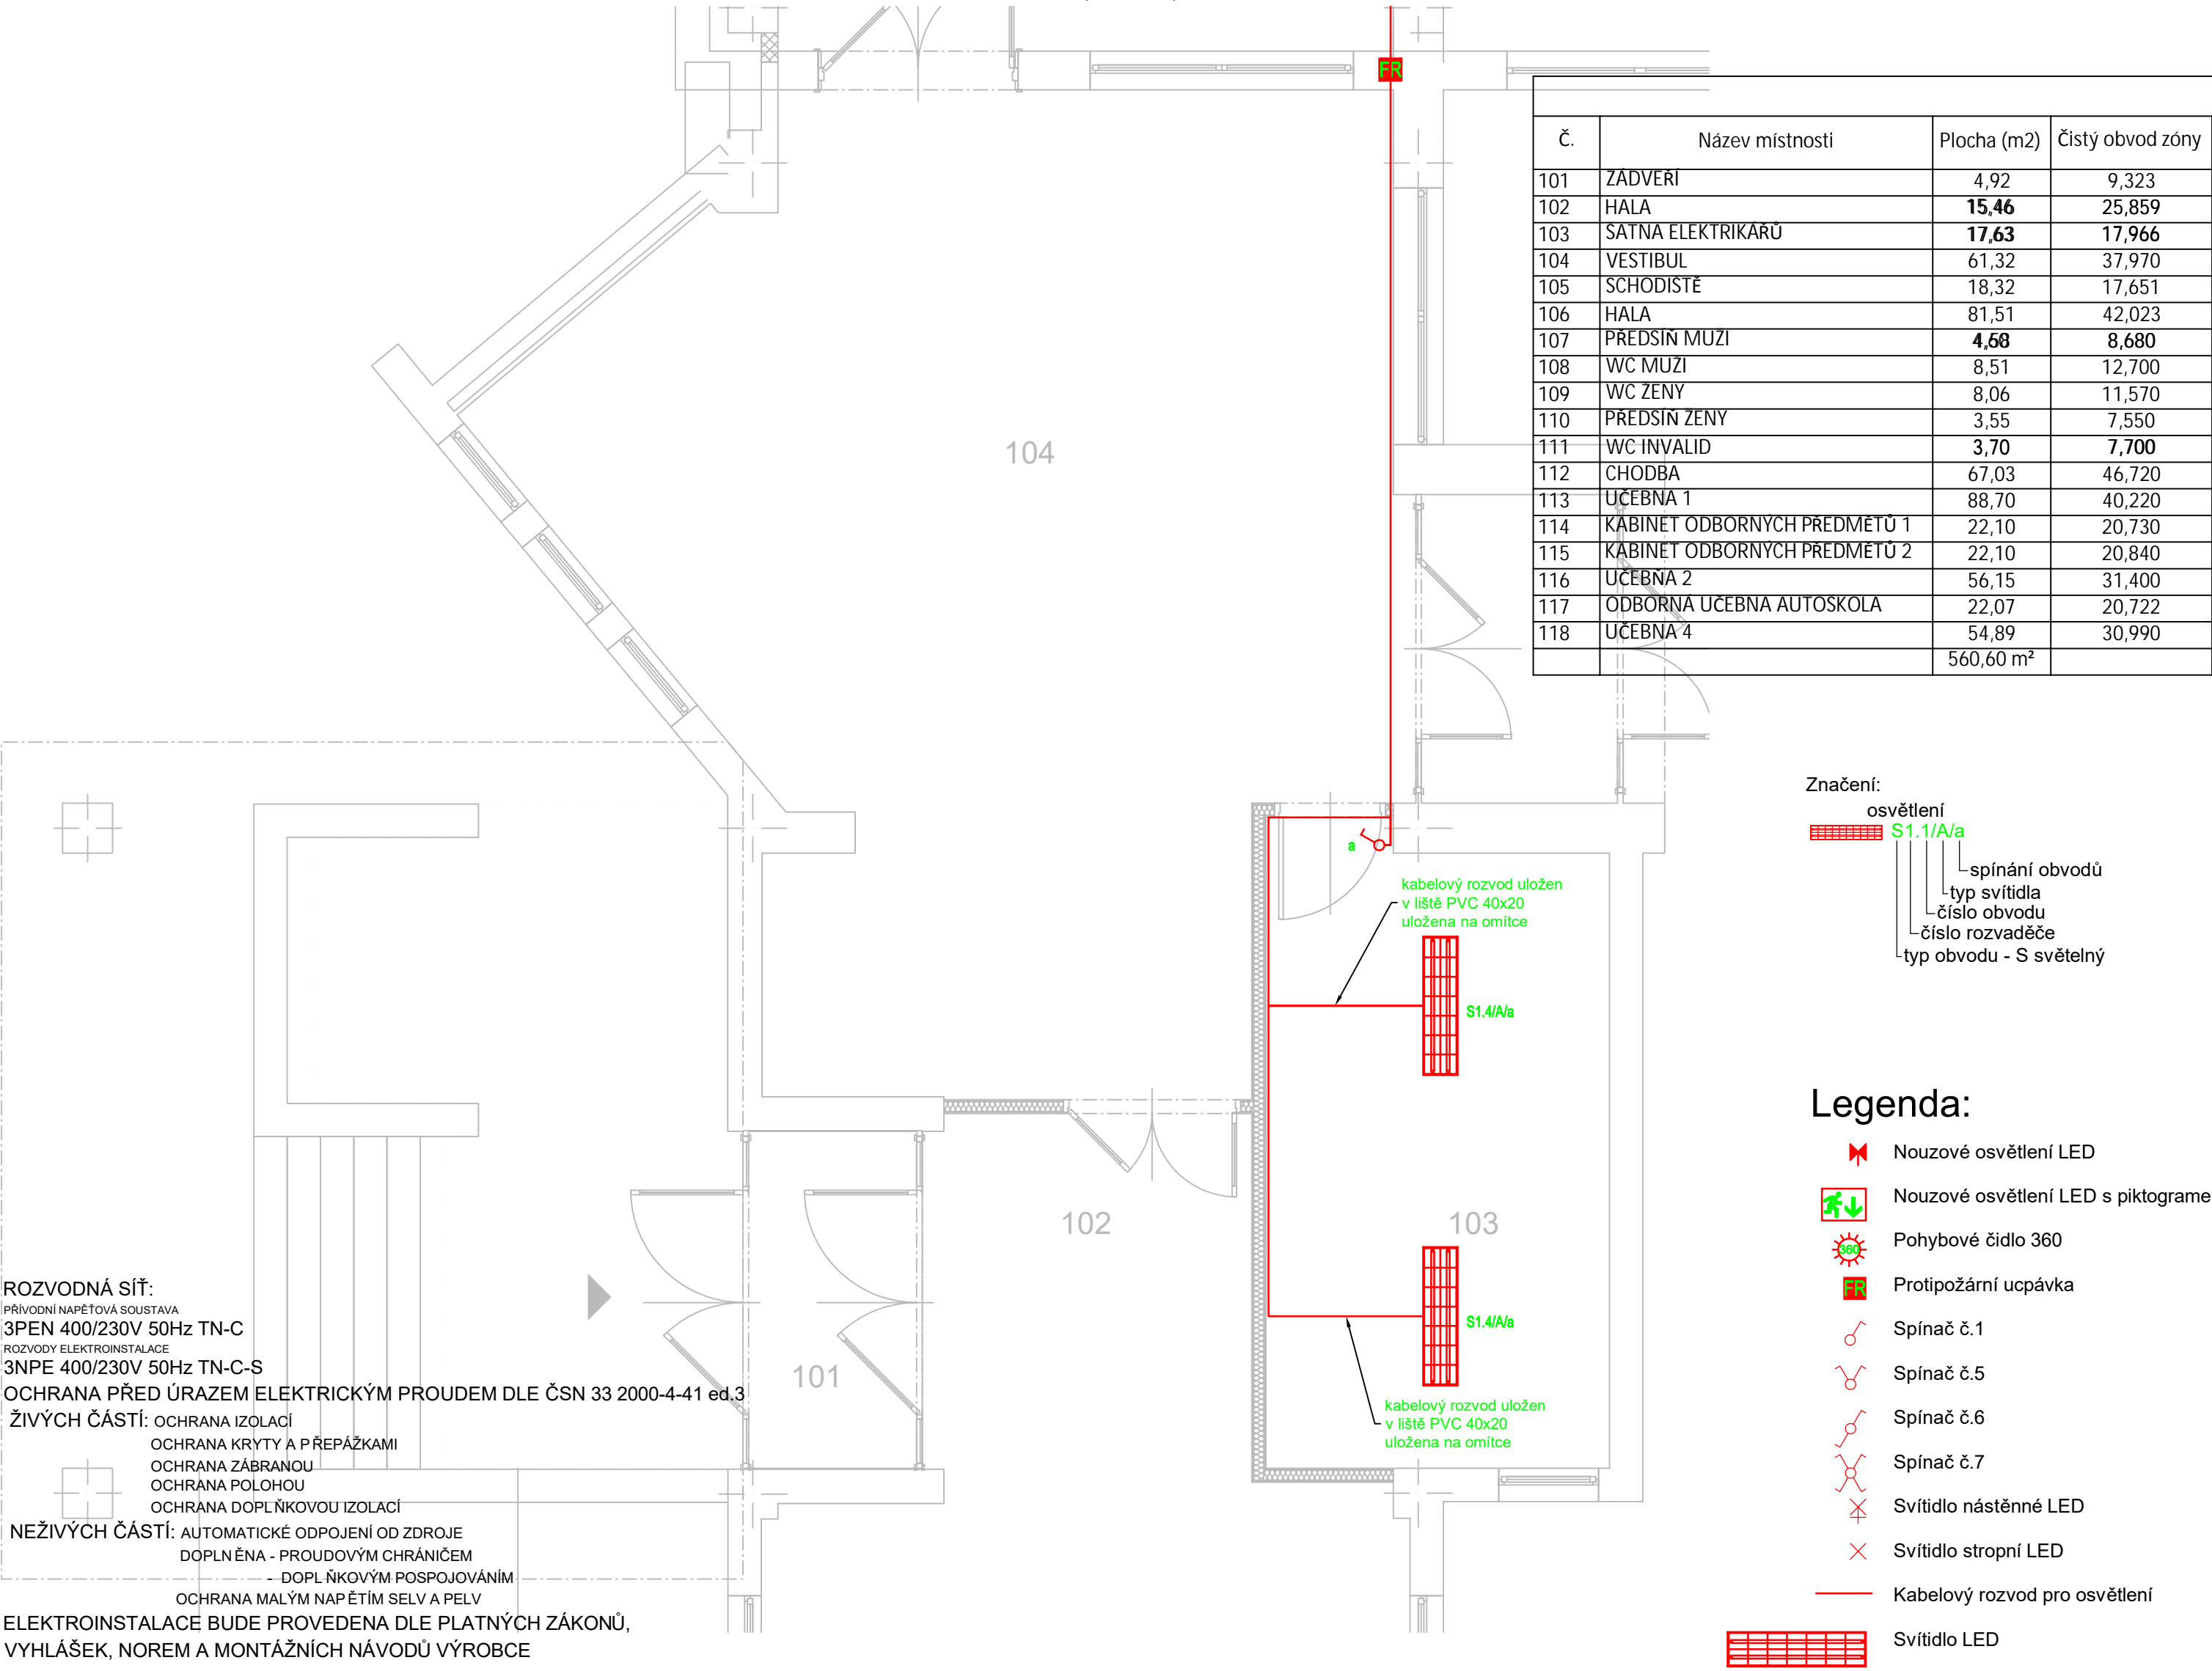 FR
Č. Název místnosti Plocha (m2) Čistý obvod zóny
101 ZÁDVEŘÍ 4,92 9,323
102 HALA 15,46 25,859
103 ŠATNA ELEKTRIKÁŘŮ 17,63 17,966
104 VESTIBUL 61,32 37,970
105 SCHODIŠTĚ 18,32 17,651
106 HALA 81,51 42,023
107 PŘEDSÍŇ MUŽI 8,680
108 WC MUŽI 8,51 12,700
109 WC ŽENY 8,06 11,570
110 PŘEDSÍŇ ŽENY 3,55 7,550
111 WC INVALID 3,70 7,700
112 CHODBA 67,03 46,720
113 UČEBNA 1 88,70 40,220
114 KABINET ODBORNÝCH PŘEDMĚTŮ 1 22,10 20,730
115 KABINET ODBORNÝCH PŘEDMĚTŮ 2 22,10 20,840
116 UČEBNA 2 56,15 31,400
117 ODBORNÁ UČEBNA AUTOŠKOLA 22,07 20,722
118 UČEBNA 4 54,89 30,990
560,60 m²
104
a
kabelový rozvod uložen
v liště PVC 40x20
uložena na omítce
S1.4/A/a
102
103
101
S1.4/A/a
kabelový rozvod uložen
v liště PVC 40x20
uložena na omítce
Značení:
osvětlení
S1.1/A/a
spínání obvodů
typ svítidla
číslo obvodu
číslo rozvaděče
typ obvodu - S světelný
Legenda:
Nouzové osvětlení LED
Nouzové osvětlení LED s piktograme
360 Pohybové čidlo 360
FR Protipožární ucpávka
Spínač č.1
Spínač č.5
Spínač č.6
Spínač č.7
Svítidlo nástěnné LED
Svítidlo stropní LED
Kabelový rozvod pro osvětlení
Svítidlo LED
ROZVODNÁ SÍŤ:
PŘÍVODNÍ NAPĚŤOVÁ SOUSTAVA
3PEN 400/230V 50Hz TN-C
ROZVODY ELEKTROINSTALACE
3NPE 400/230V 50Hz TN-C-S
OCHRANA PŘED ÚRAZEM ELEKTRICKÝM PROUDEM DLE ČSN 33 2000-4-41 ed.3
ŽIVÝCH ČÁSTÍ: OCHRANA IZOLACÍ
OCHRANA KRYTY A PŘEPÁŽKAMI
OCHRANA ZÁBRANOU
OCHRANA POLOHOU
OCHRANA DOPLŇKOVOU IZOLACÍ
NEŽIVÝCH ČÁSTÍ: AUTOMATICKÉ ODPOJENÍ OD ZDROJE
DOPLNĚNA - PROUDOVÝM CHRÁNIČEM
- DOPLŇKOVÝM POSPOJOVÁNÍM
OCHRANA MALÝM NAPĚTÍM SELV A PELV
ELEKTROINSTALACE BUDE PROVEDENA DLE PLATNÝCH ZÁKONŮ,
VYHLÁŠEK, NOREM A MONTÁŽNÍCH NÁVODŮ VÝROBCE